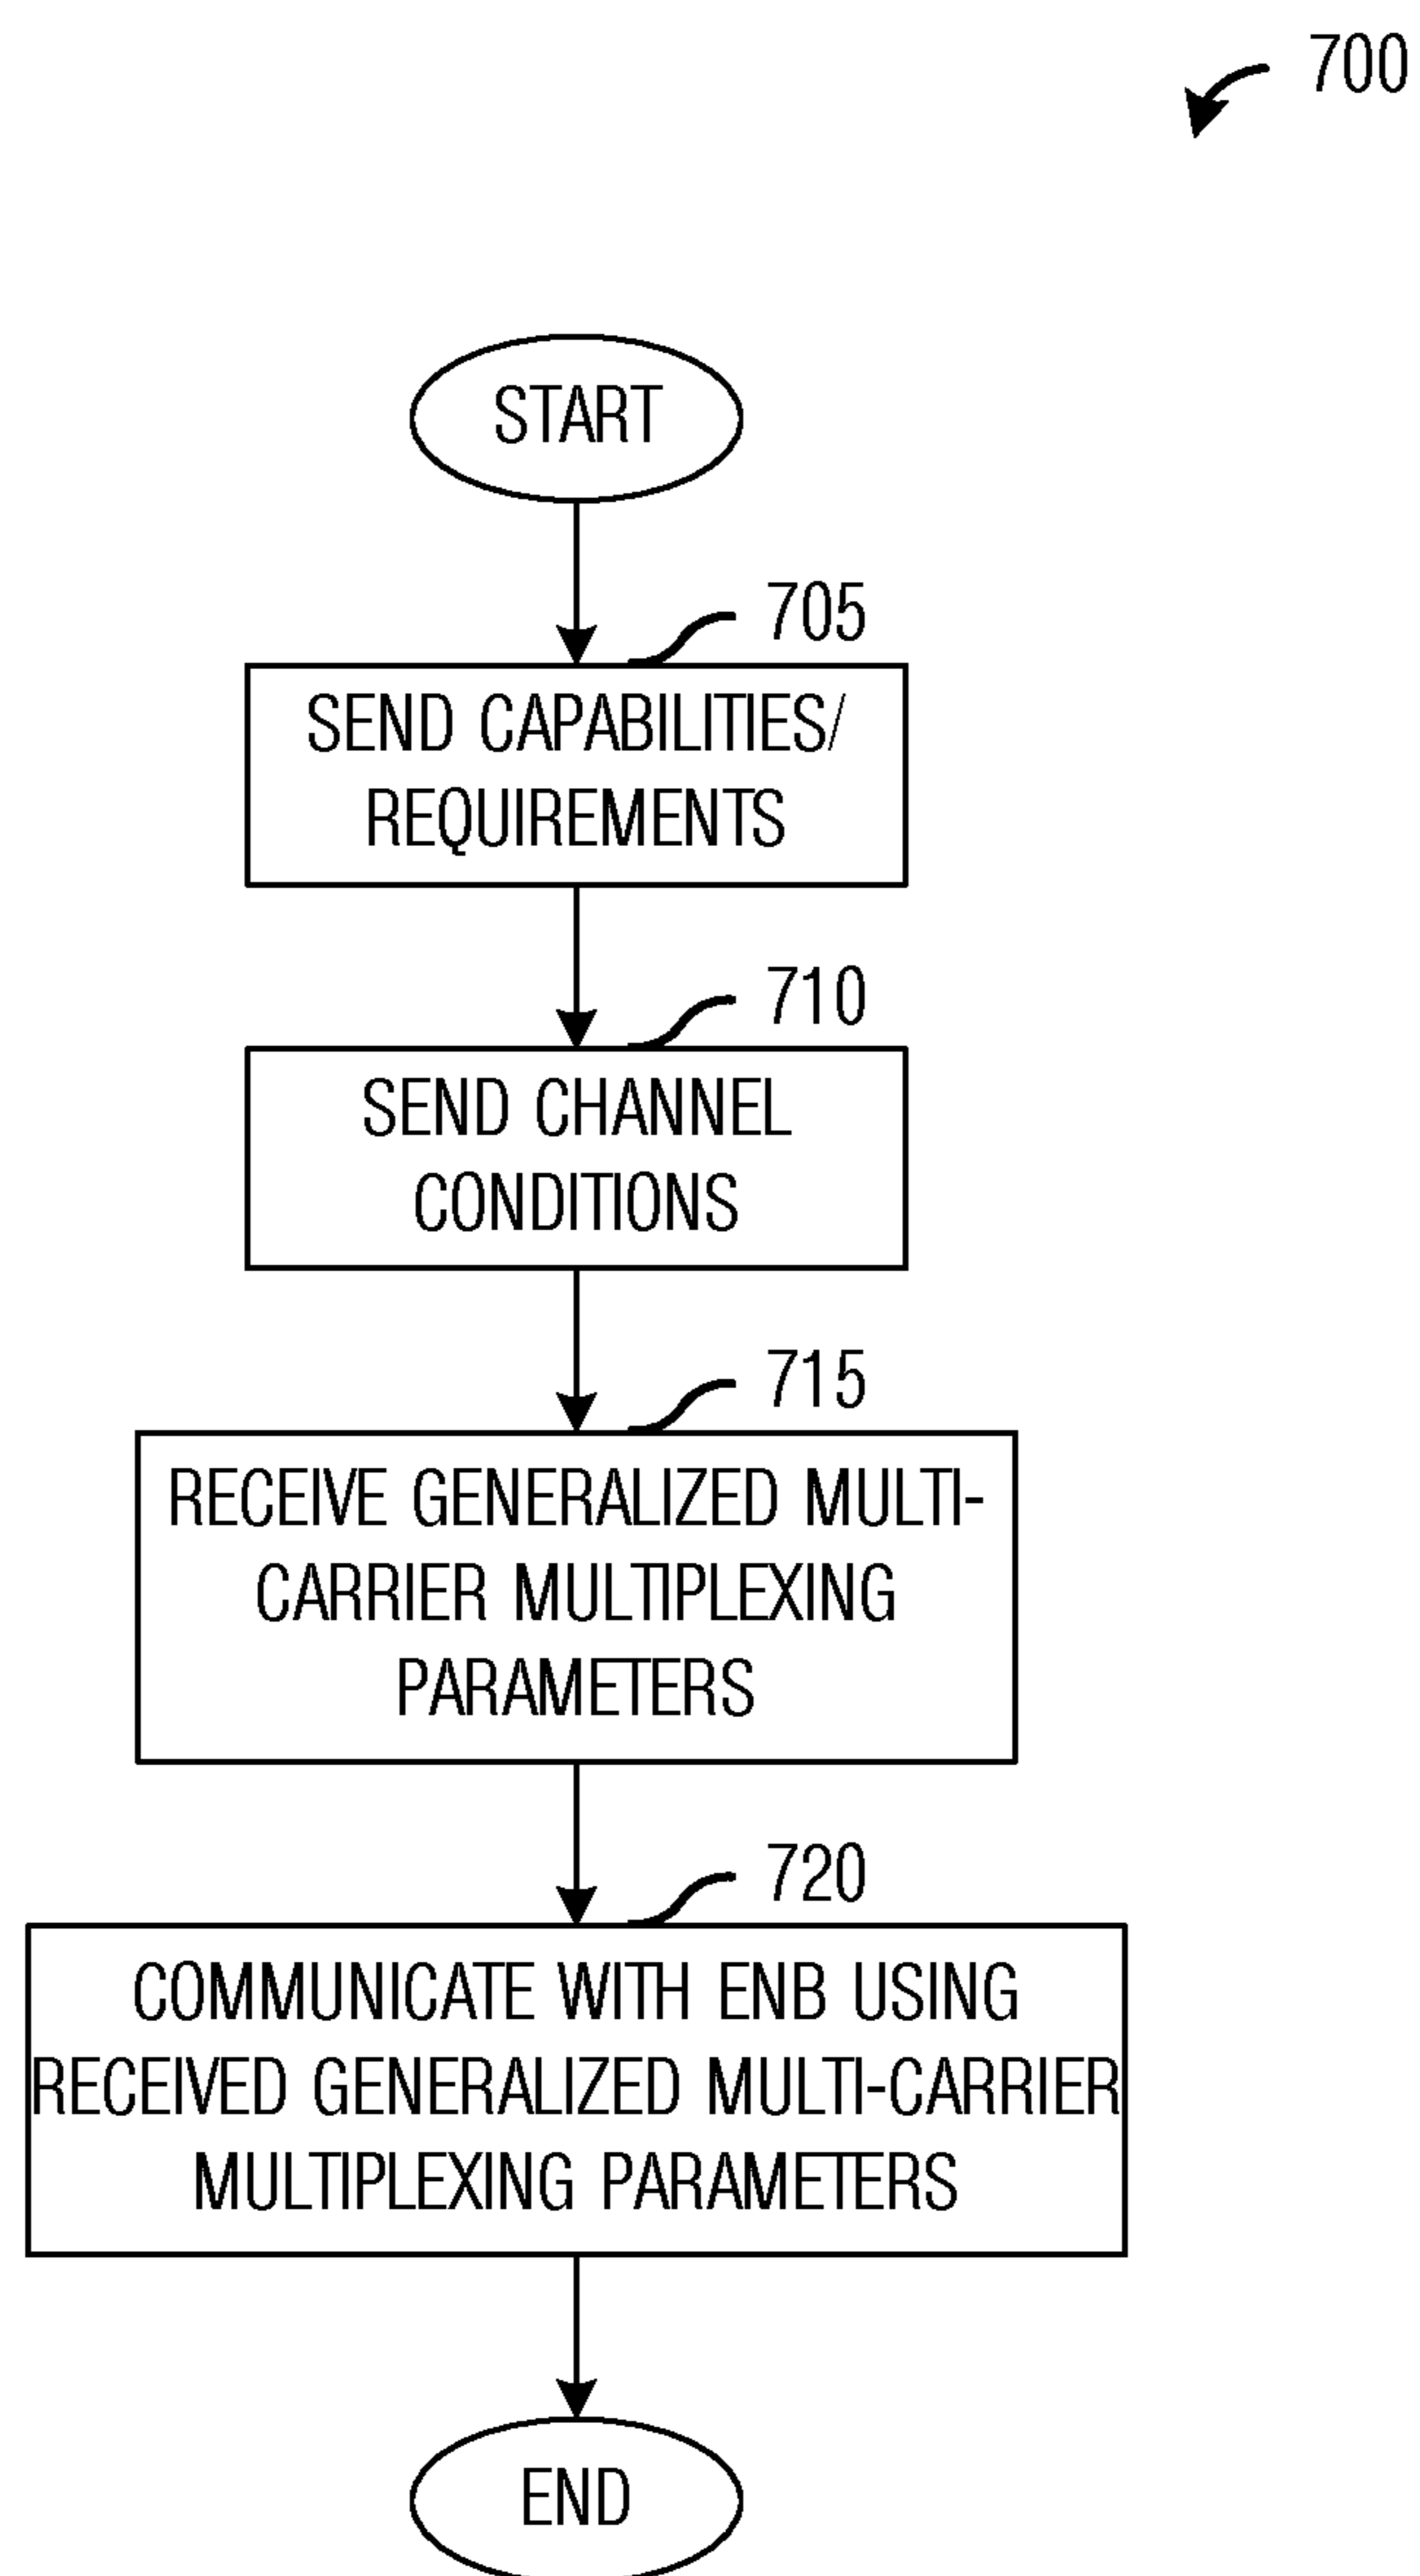 700
START
705
SEND CAPABILITIES/
REQUIREMENTS
710
SEND CHANNEL
CONDITIONS
715
RECEIVE GENERALIZED MULTI-
CARRIER MULTIPLEXING
PARAMETERS
720
COMMUNICATE WITH ENB USING
RECEIVED GENERALIZED MULTI-CARRIER
MULTIPLEXING PARAMETERS
END